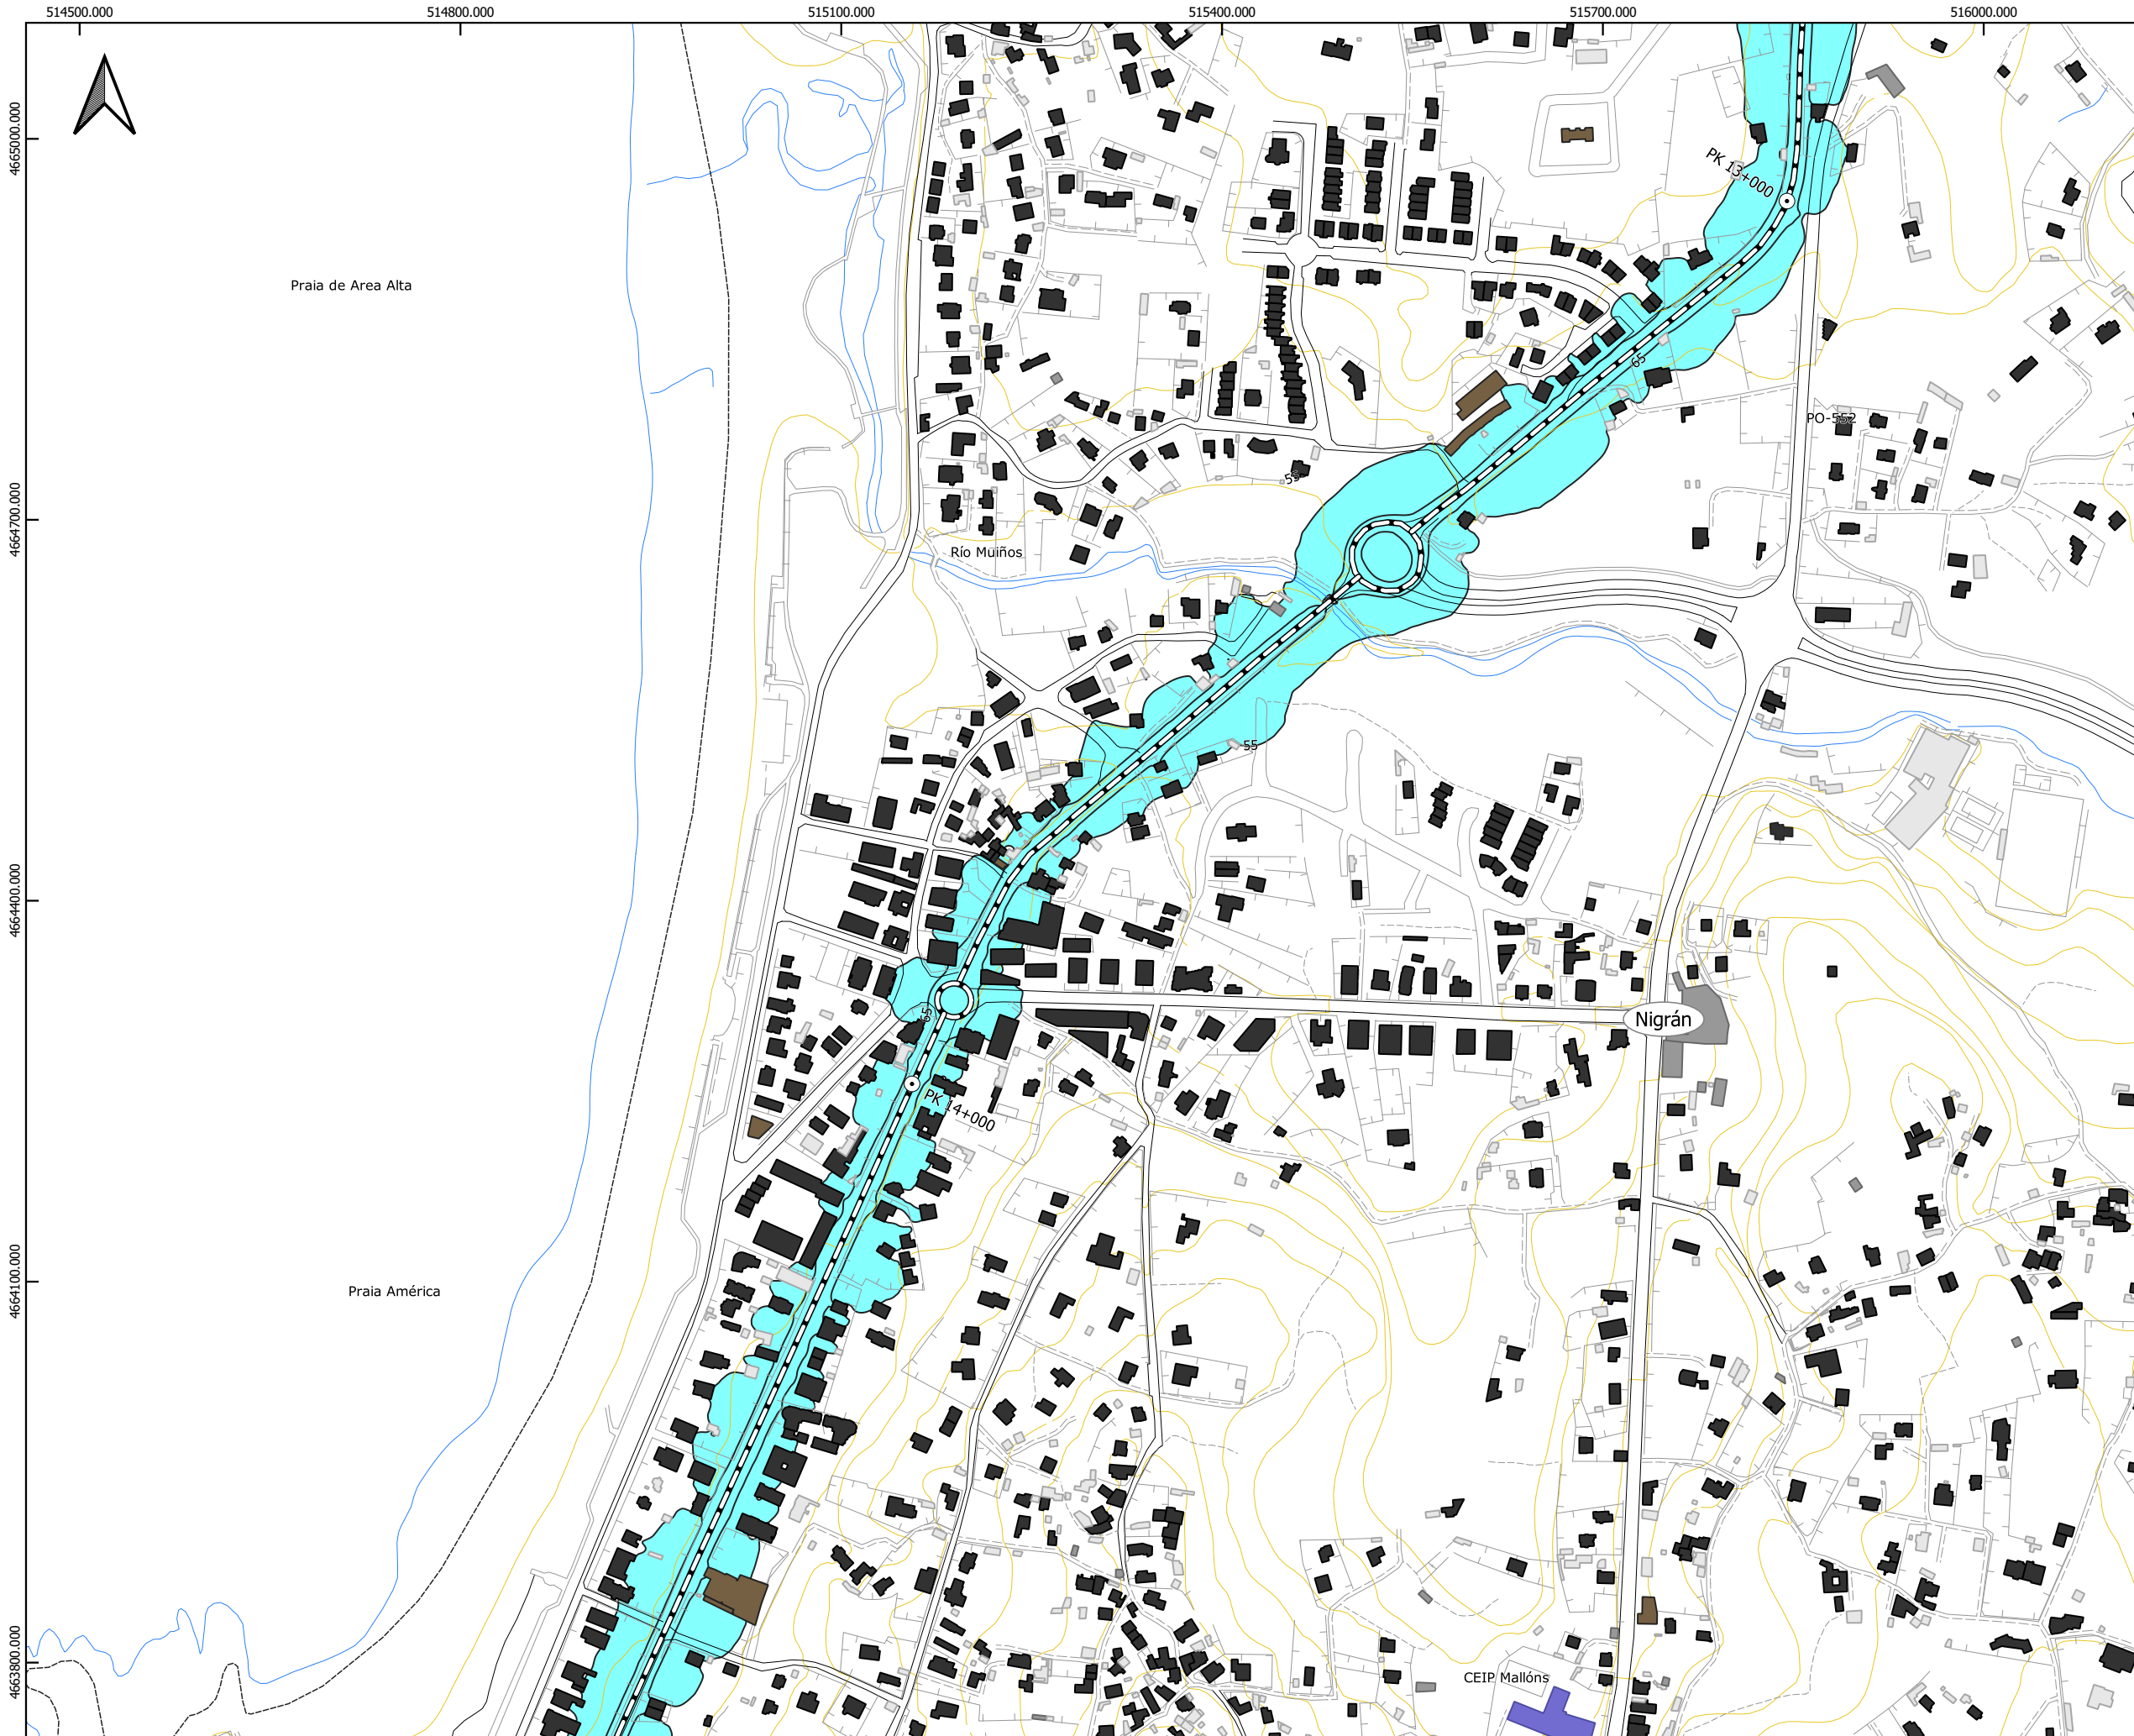 514500.000
514800.000
515100.000
515400.000
515700.000
516000.000
4665000.000
PK 13+000
Praia de Area Alta
65
PO-552
55
4664700.000
Río Muiños
55
4664400.000
65
Nigrán
PK 14+000
4664100.000
Praia América
4663800.000
CEIP Mallóns